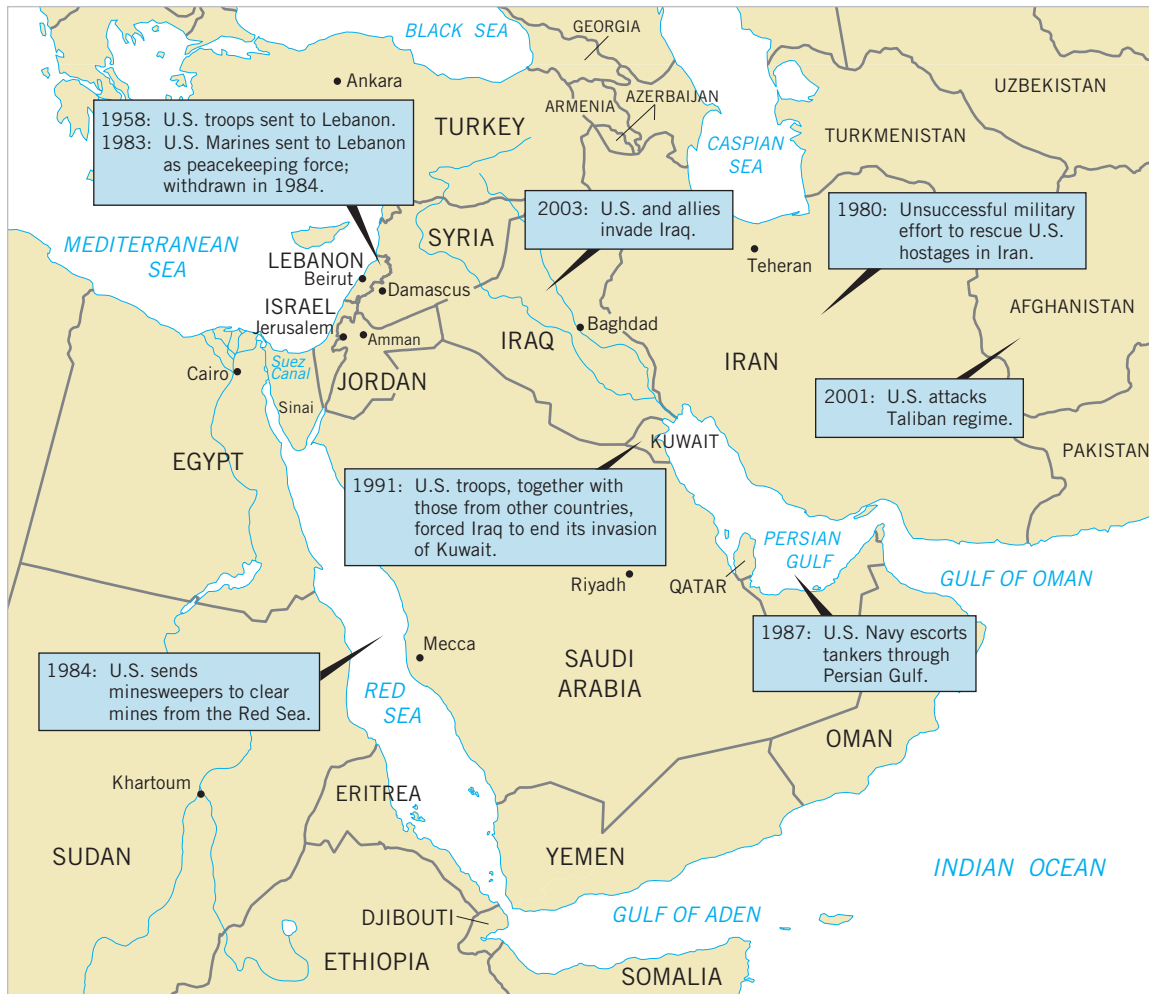 BLACK SEA
GEORGIA
Ankara
UZBEKISTAN
ARMENIA
AZERBAIJAN
1958: U.S. troops sent to Lebanon.
1983: U.S. Marines sent to Lebanon
as peacekeeping force;
withdrawn in 1984.
TURKEY
CASPIAN
SEA
TURKMENISTAN
2003: U.S. and allies
invade Iraq.
1980: Unsuccessful military
effort to rescue U.S.
hostages in Iran.
MEDITERRANEAN
SEA
SYRIA
LEBANON
Beirut
Teheran
Damascus
ISRAEL
Jerusalem
Amman
IRAQ
Baghdad
IRAN
AFGHANISTAN
Suez
Canal
Cairo
JORDAN
Sinai
2001: U.S. attacks
Taliban regime.
KUWAIT
PAKISTAN
EGYPT
1991: U.S. troops, together with
those from other countries,
forced Iraq to end its invasion
of Kuwait.
PERSIAN
GULF
Riyadh
QATAR
GULF OF OMAN
1987: U.S. Navy escorts
tankers through
Persian Gulf.
Mecca
SAUDI
ARABIA
1984: U.S. sends
minesweepers to clear
mines from the Red Sea.
RED
SEA
OMAN
Khartoum
ERITREA
SUDAN
YEMEN
INDIAN OCEAN
DJIBOUTI
GULF OF ADEN
ETHIOPIA
SOMALIA